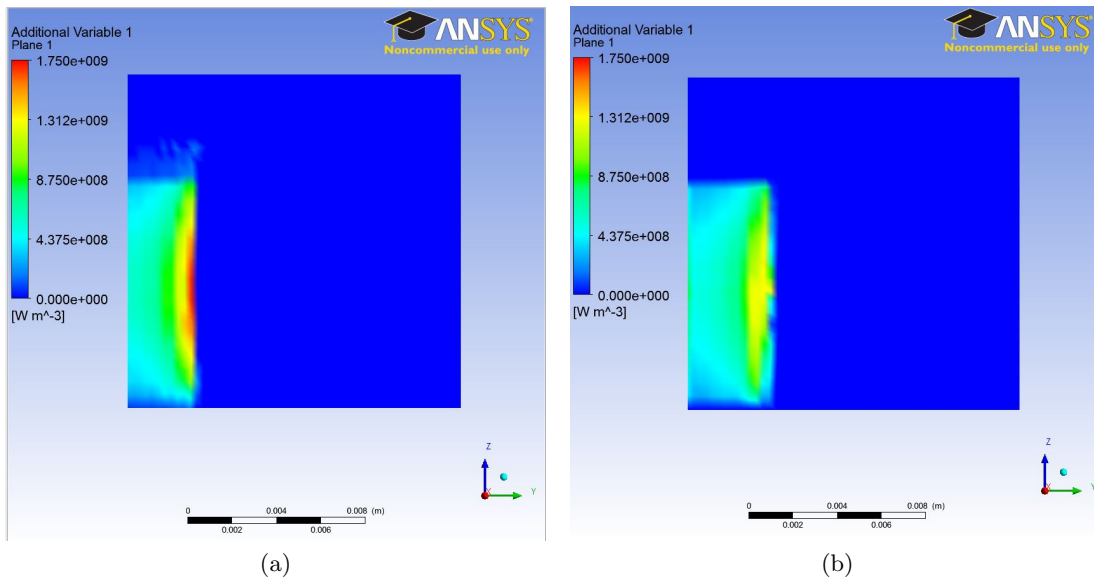 Additional Variable 1
Plane 1
1.750e+009
1.312e+009
8.750e+008
4.375e+008
0.000e+000
[W m^-3]
ANSYS
Noncommercial use only
Z
X
Y
0 0.004 0.008 (m)
0.002 0.006
(a)
Additional Variable 1
Plane 1
1.750e+009
1.312e+009
8.750e+008
4.375e+008
0.000e+000
[W m^-3]
ANSYS
Noncommercial use only
Z
X
Y
0 0.004 0.008 (m)
0.002 0.006
(b)